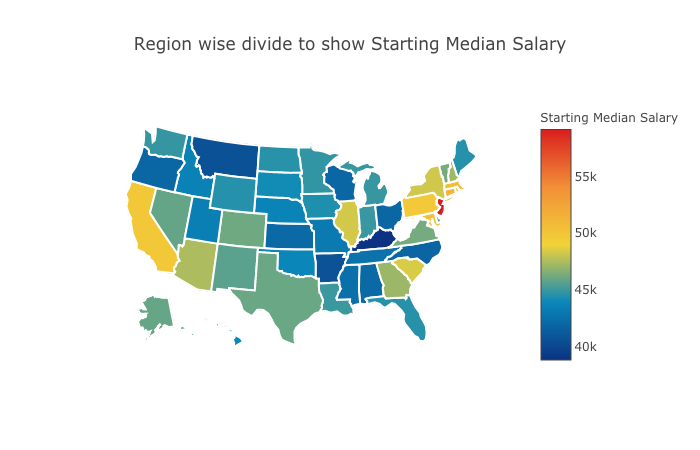 Region wise divide to show Starting Median Salary
Starting Median Salary
55k
50k
45k
40k